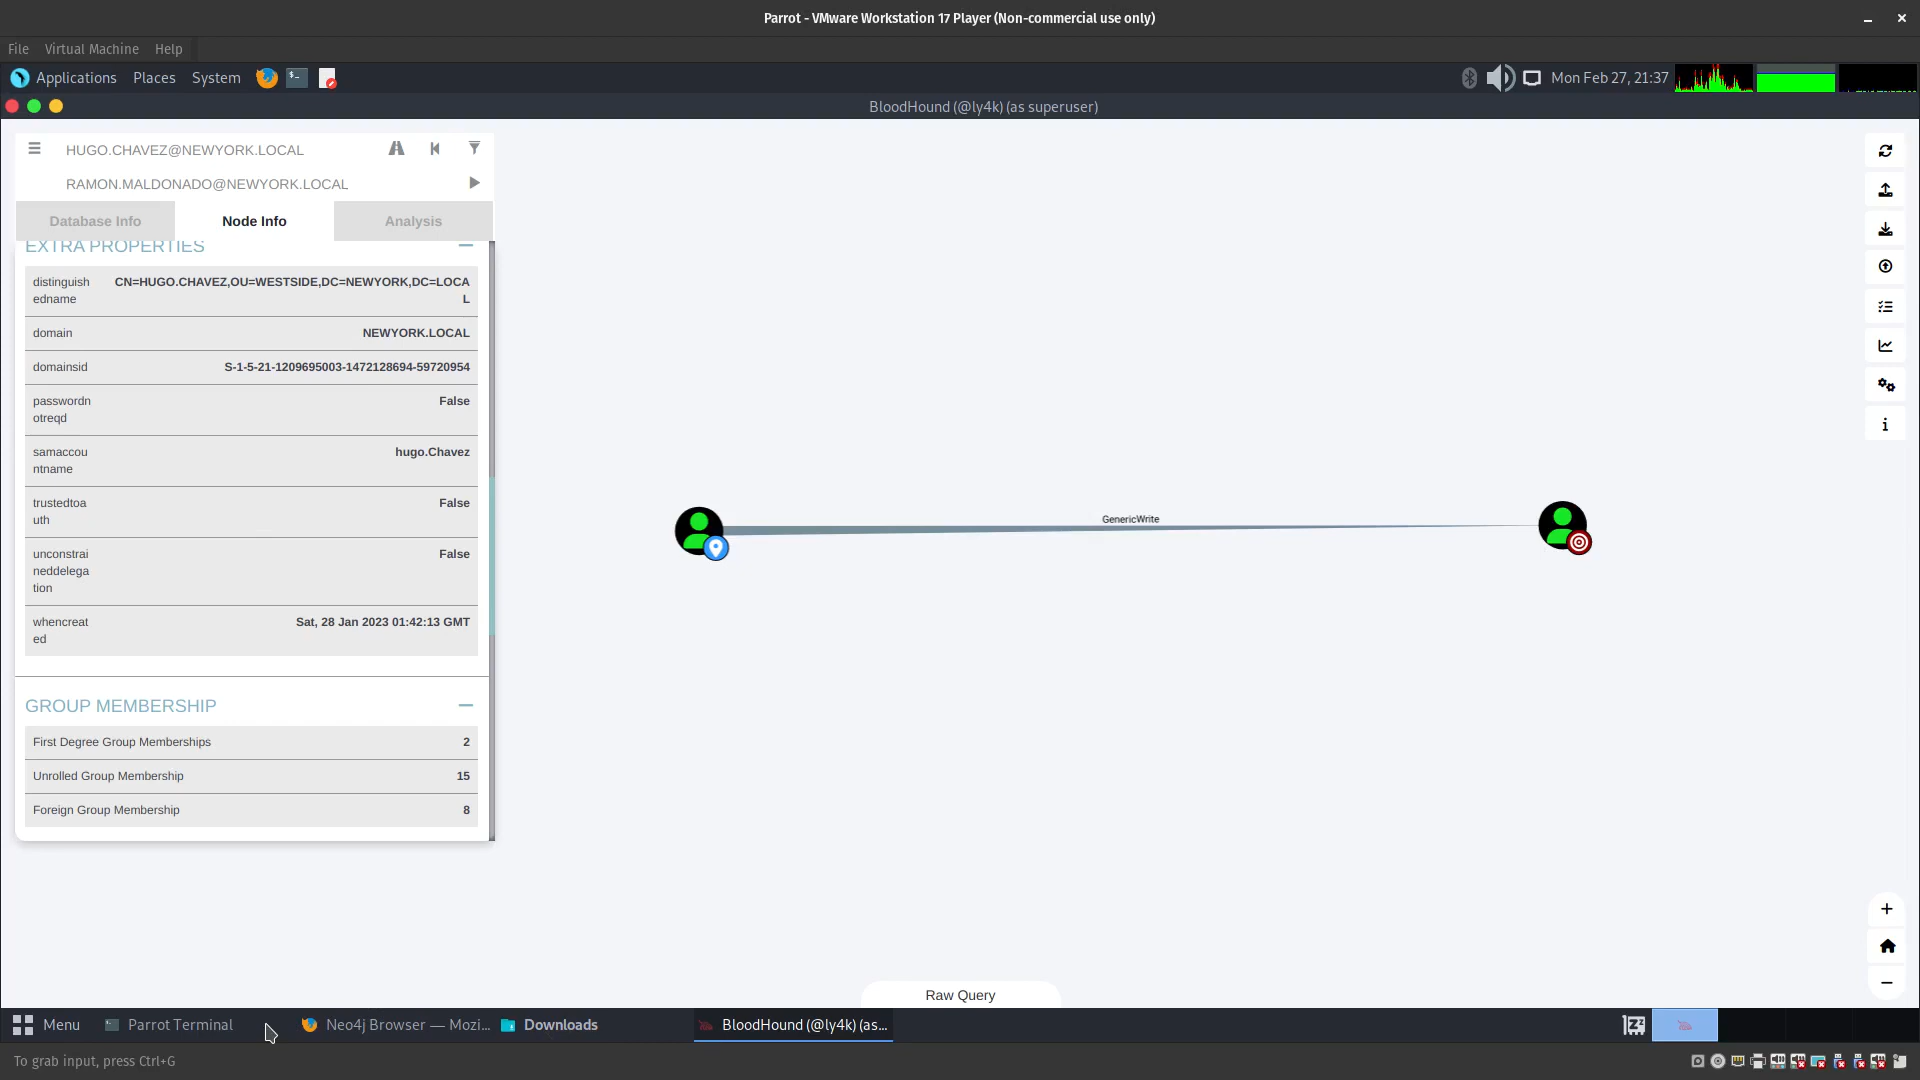 Parrot - VMware Workstation 17 Player (Non-commercial use only)
File Virtual Machine Help
Applications Places System
Mon Feb 27, 21:37
BloodHound (@ly4k) (as superuser)
HUGO.CHAVEZ@NEWYORK.LOCAL
RAMON.MALDONADO@NEWYORK.LOCAL
Database Info Node Info Analysis
EXTRA PROPERTIES
distinguish
edname
CN=HUGO.CHAVEZ,OU=WESTSIDE,DC=NEWYORK,DC=LOCA
L
domain NEWYORK.LOCAL
domainsid S-1-5-21-1209695003-1472128694-59720954
passwordn
otreqd
False
samaccou
ntname
hugo.Chavez
trustedtoa
uth
False
unconstrai
neddelega
tion
False
whencreat
ed
Sat, 28 Jan 2023 01:42:13 GMT
GROUP MEMBERSHIP
First Degree Group Memberships 2
Unrolled Group Membership 15
Foreign Group Membership 8
GenericWrite
Raw Query
Menu Parrot Terminal Neo4j Browser — Mozi... Downloads BloodHound (@ly4k) (as...
To grab input, press Ctrl+G